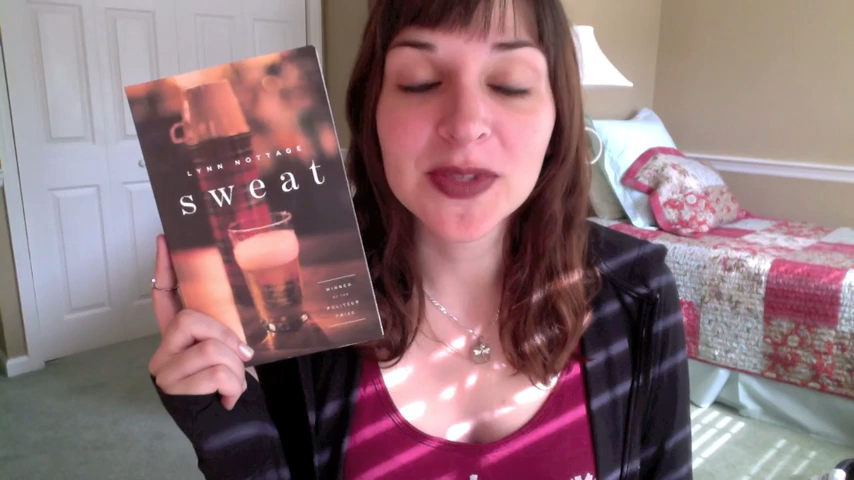 LYNN NOTTAGE
sweat
WINNER
OF THE
PULITZER
PRIZE